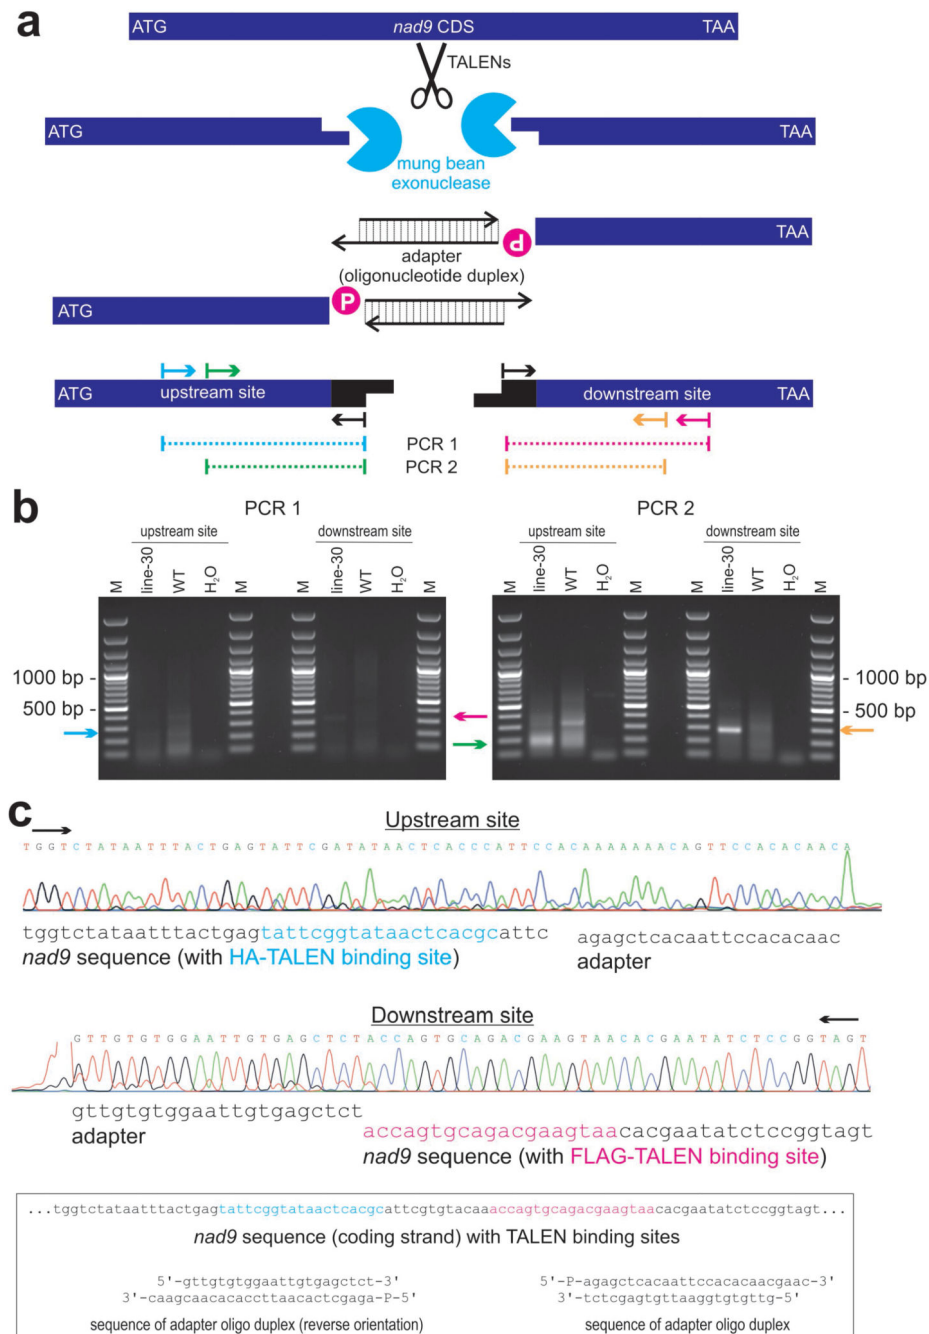 a
ATG nad9 CDS TAA
TALENs
ATG TAA
mung bean
exonuclease
P TAA
adapter
(oligonucleotide duplex)
P
ATG
ATG upstream site downstream site TAA
PCR 1
PCR 2
b
PCR 1 PCR 2
upstream site downstream site upstream site downstream site
M line-30 WT H2O M M line-30 WT H2O M M line-30 WT H2O M M line-30 WT H2O M
1000 bp - - 1000 bp
500 bp - - 500 bp
c
Upstream site
TGGTCTATAATTTACTGAGTATTCGATATAACTCACCCATTCCACAAAAAAACAGTTCCACACAACA
tggtctataatttactgagtattcggtataactcacgcattc agagctcacaattccacacaac
nad9 sequence (with HA-TALEN binding site) adapter
Downstream site
GTTGTGTGGAATTGTGAGCTCTACCAGTGCAGACGAAGTAACACGAATATCTCCGGTAGT
gttgtgtggaattgtgagctct
adapter
accagtgcagacgaagtaacacgaatatctccggtagt
nad9 sequence (with FLAG-TALEN binding site)
...tggtctataatttactgagtattcggtataactcacgcattcgtgtacaaaccagtgcagacgaagtaacacgaatatctccggtagt...
nad9 sequence (coding strand) with TALEN binding sites
5'-gttgtgtggaattgtgagctct-3' 5'-P-agagctcacaattccacacaacgaac-3'
3'-caagcaacacaccttaacactcgaga-P-5' 3'-tctcgagtgttaaggtgtgttg-5'
sequence of adapter oligo duplex (reverse orientation) sequence of adapter oligo duplex